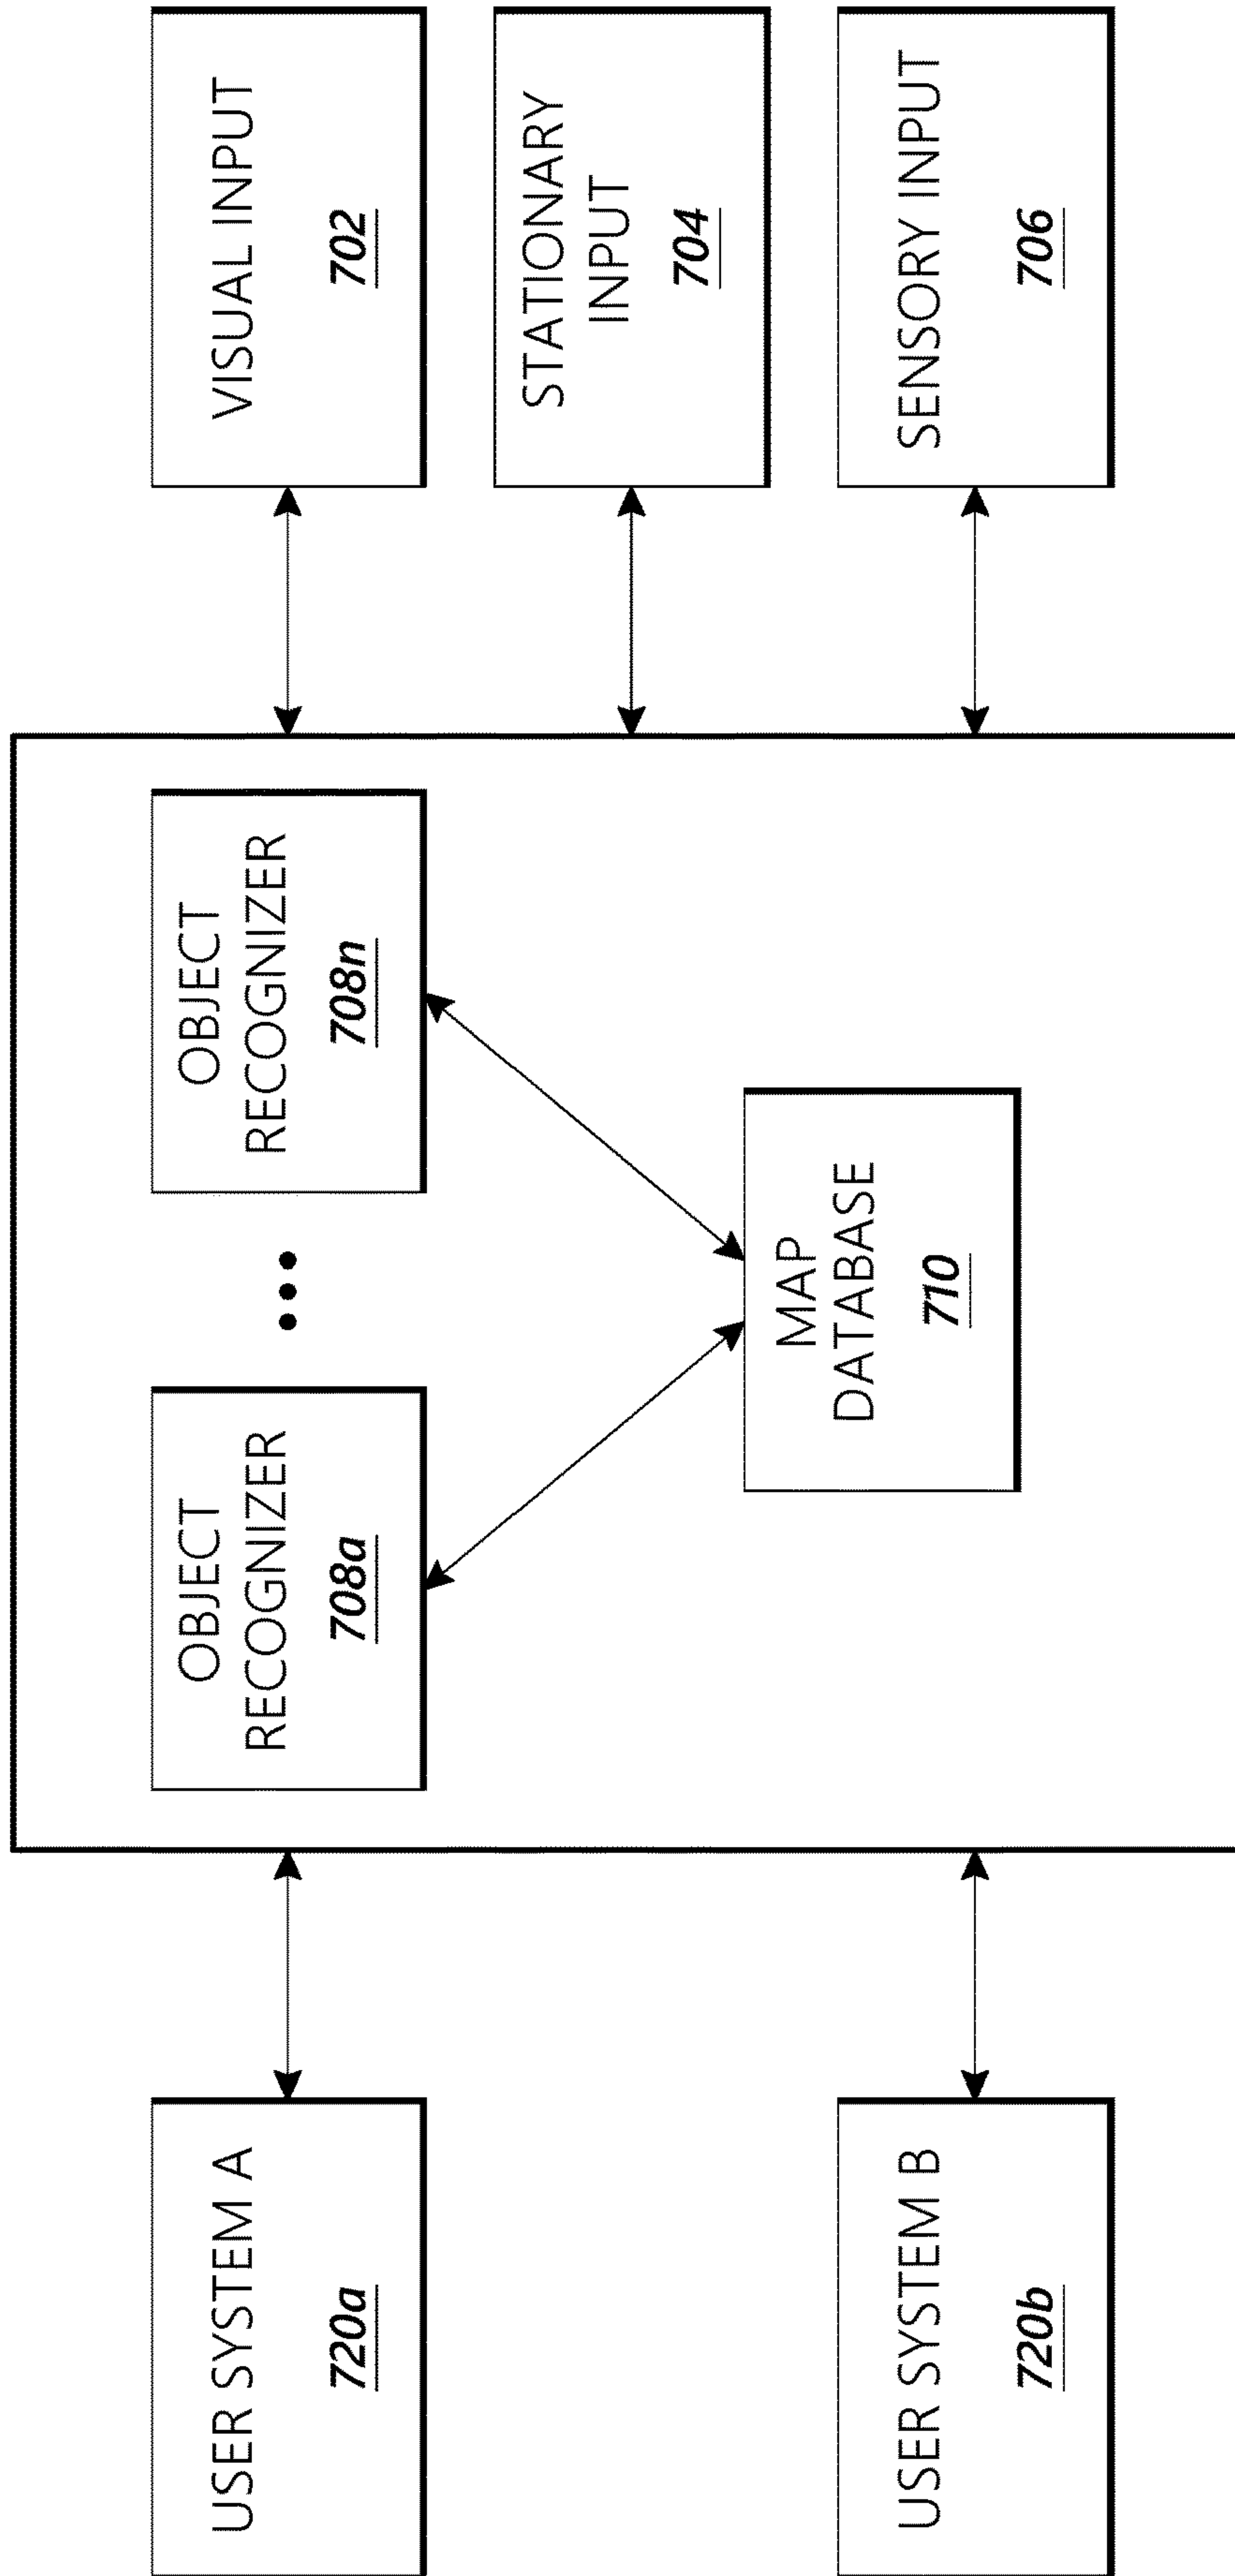 USER SYSTEM A
720a
USER SYSTEM B
720b
OBJECT
RECOGNIZER
708a
OBJECT
RECOGNIZER
708n
MAP
DATABASE
710
VISUAL INPUT
702
STATIONARY
INPUT
704
SENSORY INPUT
706